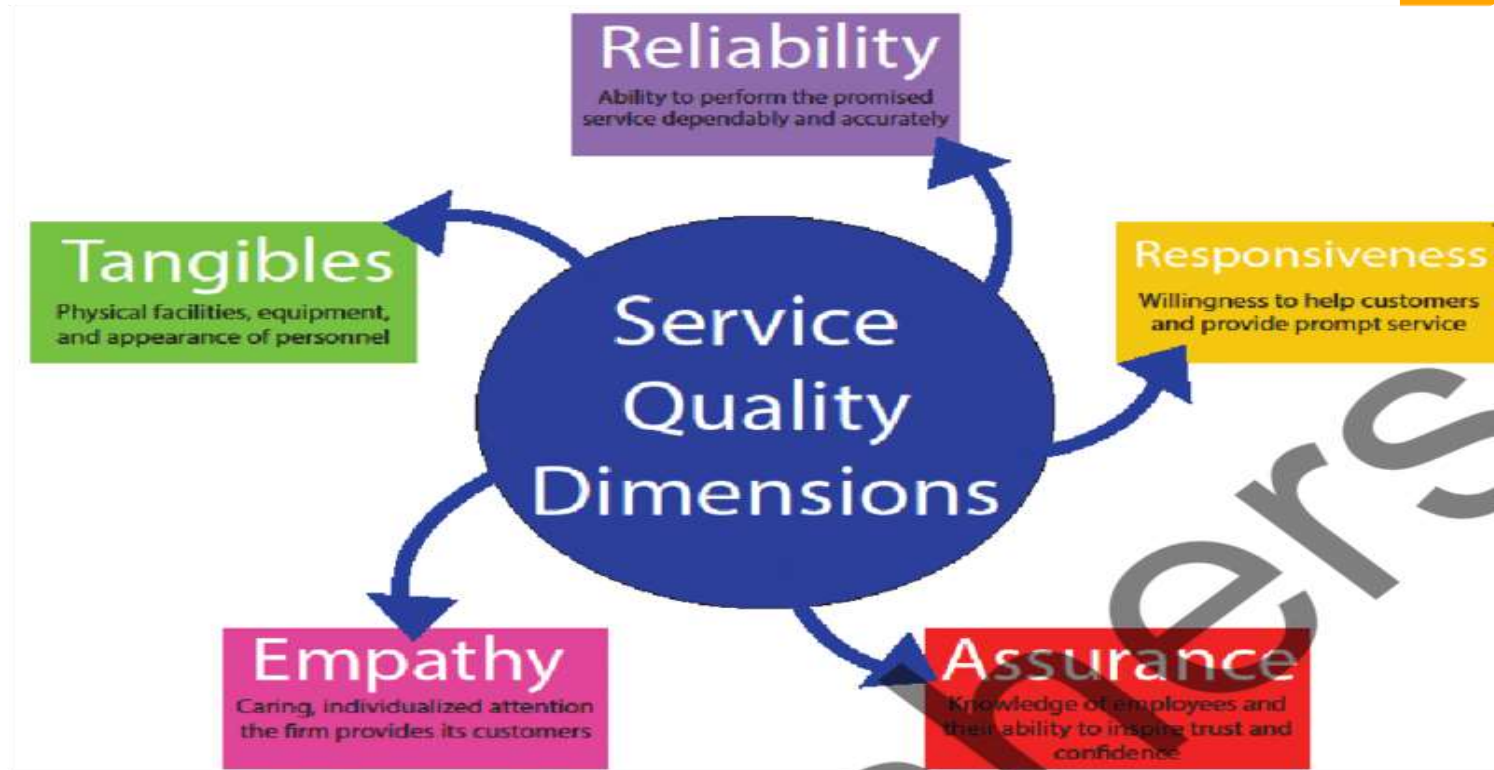 Reliability
Ability to perform the promised
service dependably and accurately
Tangibles
Physical facilities, equipment,
and appearance of personnel
Responsiveness
Willingness to help customers
and provide prompt service
Service
Quality
Dimensions
Empathy
Caring, individualized attention
the firm provides its customers
Assurance
Knowledge of employees and
their ability to inspire trust and
confidence
ners